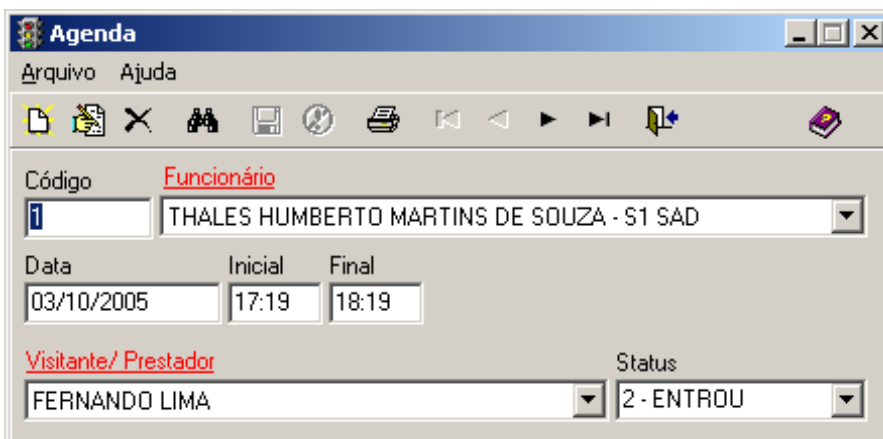 Agenda
Arquivo Ajuda
Código Funcionário
1 THALES HUMBERTO MARTINS DE SOUZA - S1 SAD
Data Inicial Final
03/10/2005 17:19 18:19
Visitante/ Prestador Status
FERNANDO LIMA 2 - ENTROU